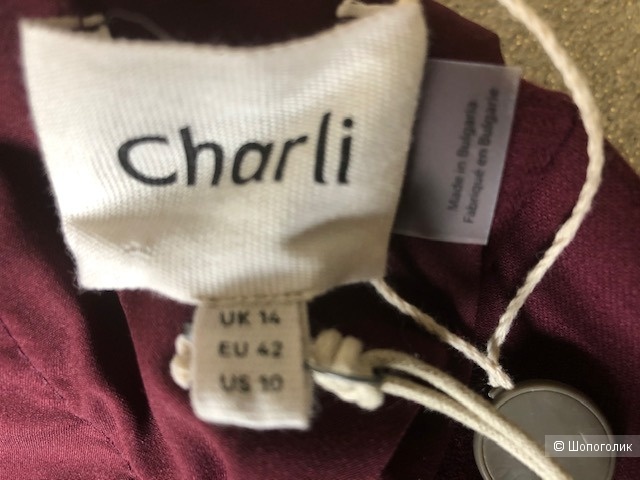 Charli
Made in Bulgaria
Fabriqué en Bulgarie
UK 14
EU 42
US 10
© Шопоголик